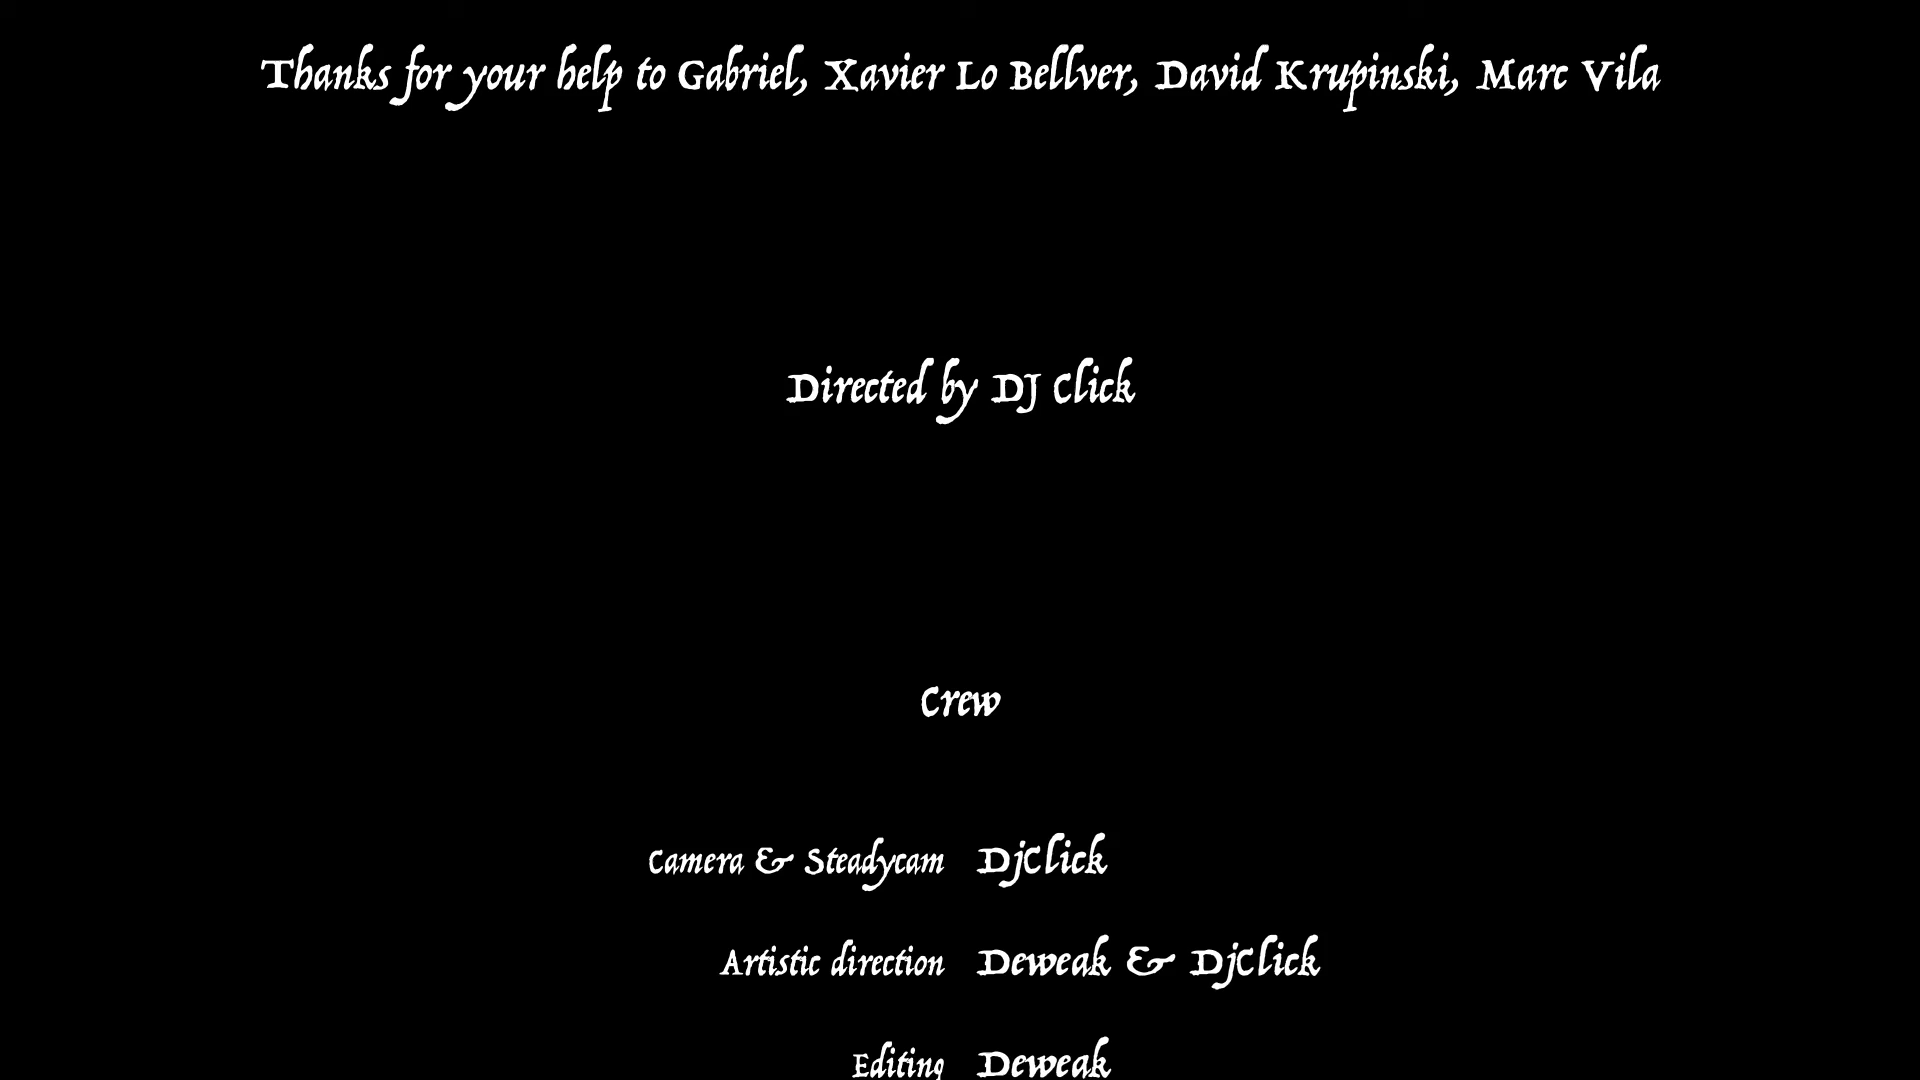 Thanks for your help to Gabriel, Xavier Lo Bellver, David Krupinski, Marc Vila
Directed by DJ Click
Crew
Camera & Steadycam DjClick
Artistic direction Deweak & DjClick
Editing Deweak